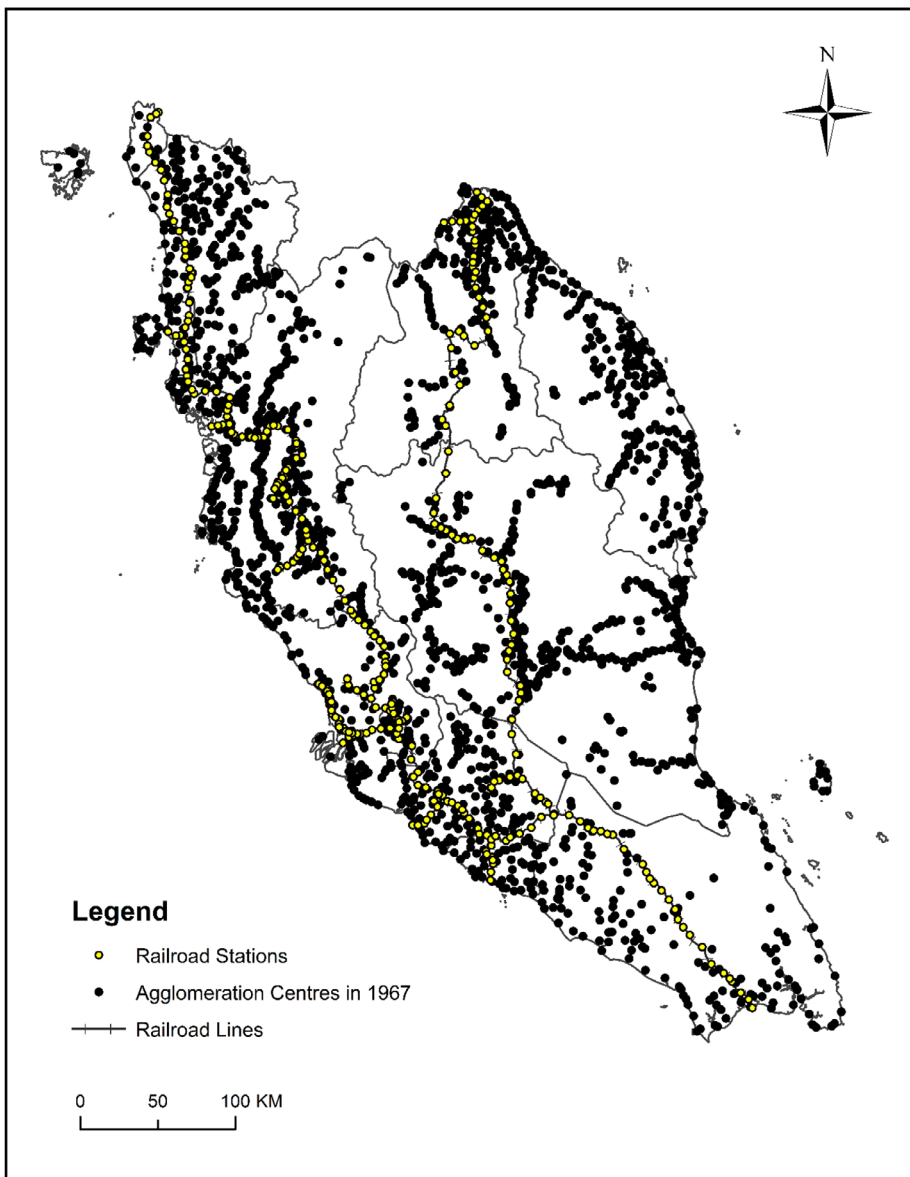 N
Legend
Railroad Stations
Agglomeration Centres in 1967
Railroad Lines
0 50 100 KM